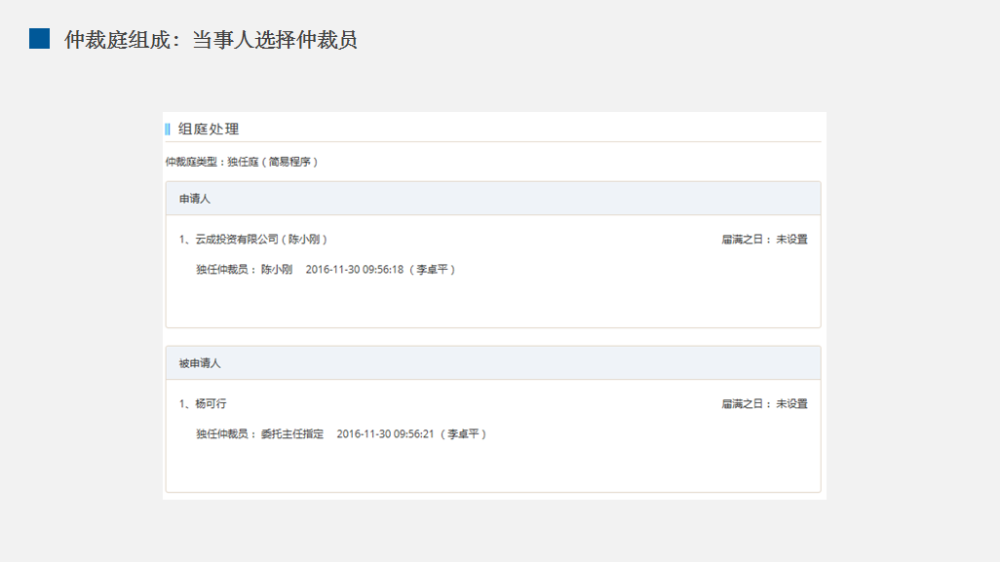 仲裁庭组成：当事人选择仲裁员
组庭处理
仲裁庭类型：独任庭（简易程序）
申请人
1、云成投资有限公司（陈小刚） 届满之日： 未设置
独任仲裁员： 陈小刚 2016-11-30 09:56:18 （李卓平）
被申请人
1、杨可行 届满之日： 未设置
独任仲裁员： 委托主任指定 2016-11-30 09:56:21 （李卓平）